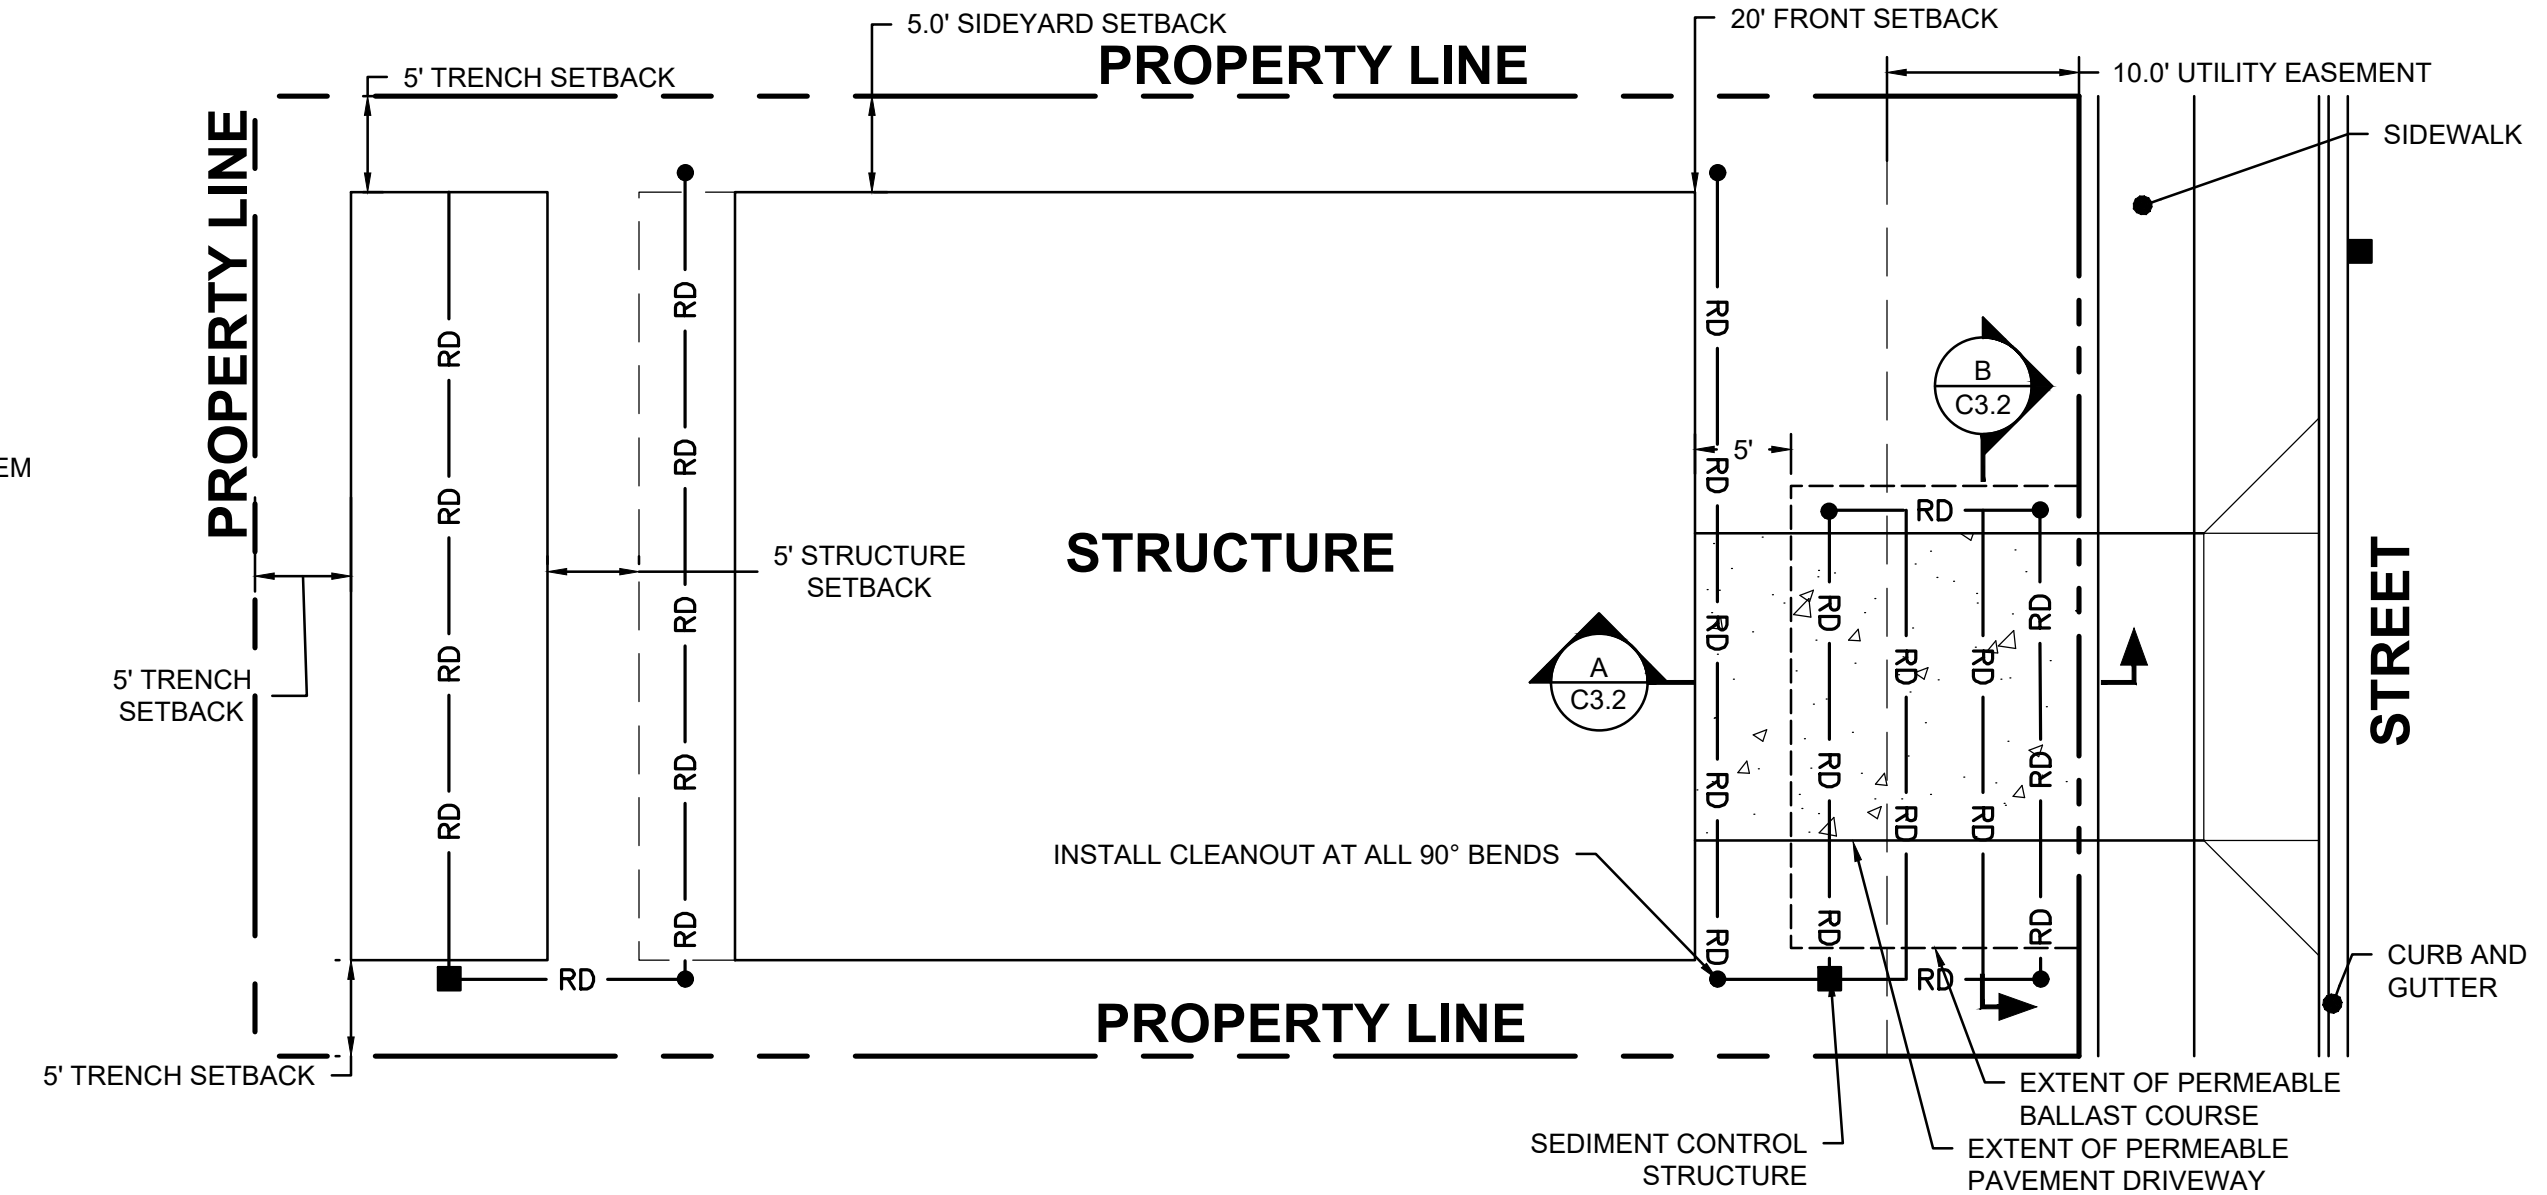 5.0' SIDEYARD SETBACK
20' FRONT SETBACK
PROPERTY LINE
5' TRENCH SETBACK
10.0' UTILITY EASEMENT
SIDEWALK
PROPERTY LINE
RD
RD
RD
RD
RD
RD
RD
RD
RD
RD
B
C3.2
5'
EM
RD
RD
RD
RD
RD
STRUCTURE
5' STRUCTURE
SETBACK
STREET
RD
RD
RD
RD
RD
RD
A
C3.2
5' TRENCH
SETBACK
RD
RD
RD
RD
RD
RD
INSTALL CLEANOUT AT ALL 90° BENDS
CURB AND
GUTTER
RD
RD
PROPERTY LINE
5' TRENCH SETBACK
EXTENT OF PERMEABLE
BALLAST COURSE
SEDIMENT CONTROL
STRUCTURE
EXTENT OF PERMEABLE
PAVEMENT DRIVEWAY